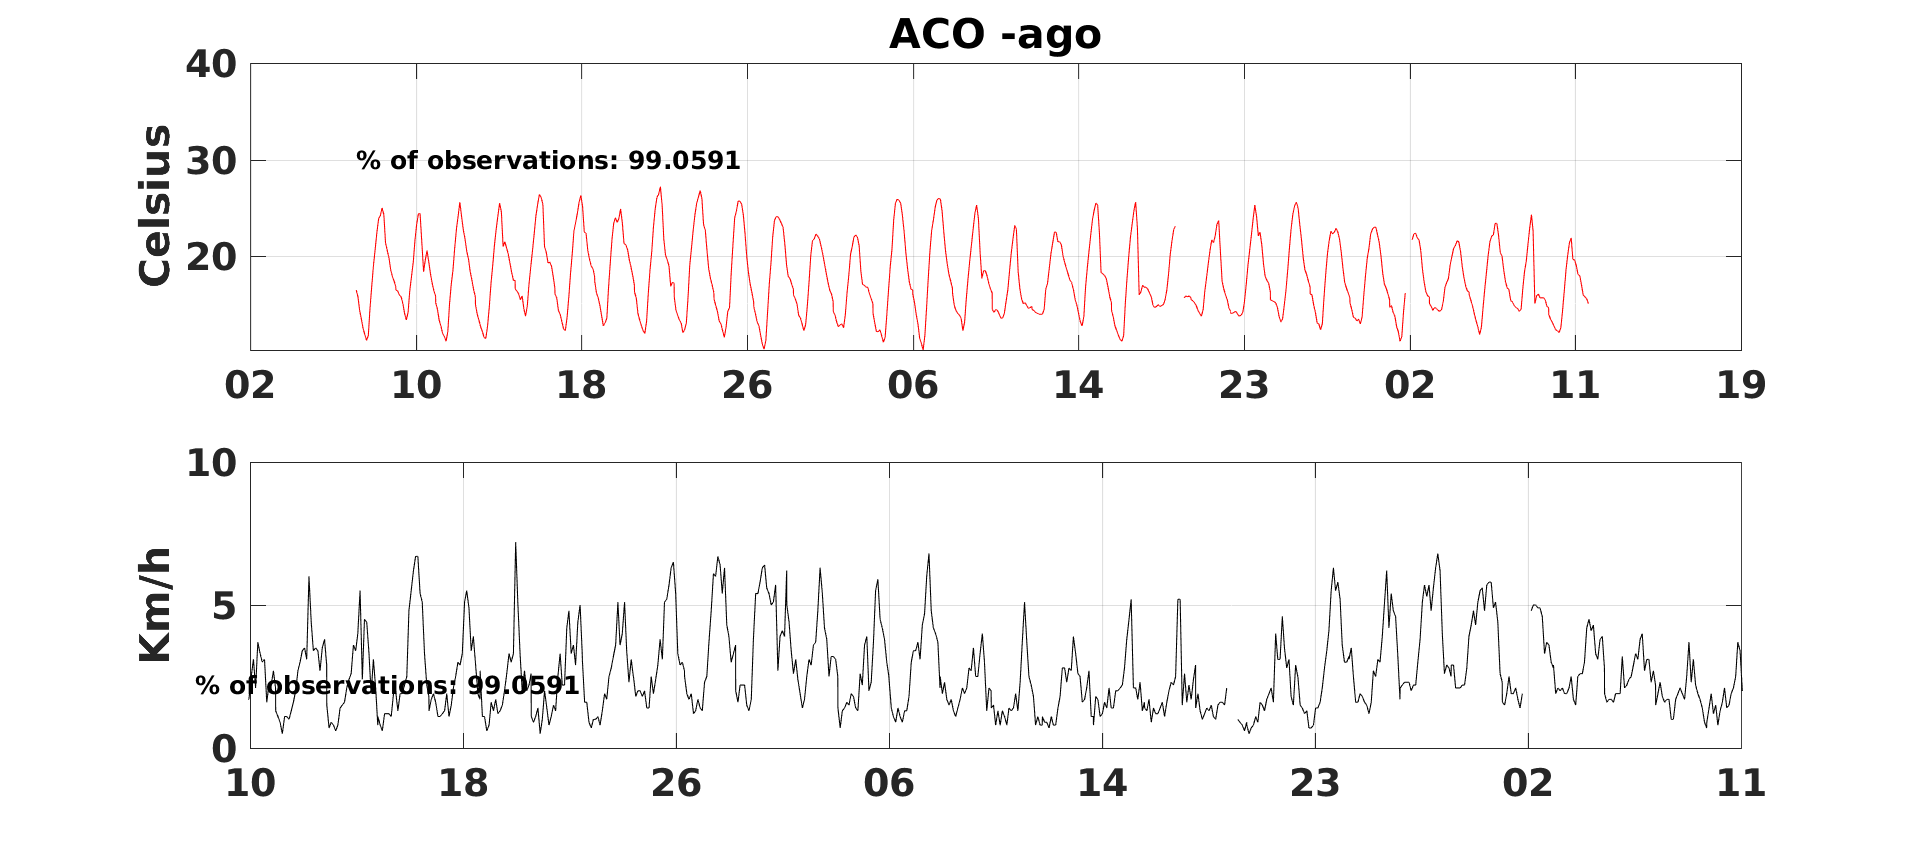 ACO -ago
Celsius
40
30
20
% of observations: 99.0591
02 10 18 26 06 14 23 02 11 19
Km/h
10
5
0
% of observations: 99.0591
10 18 26 06 14 23 02 11